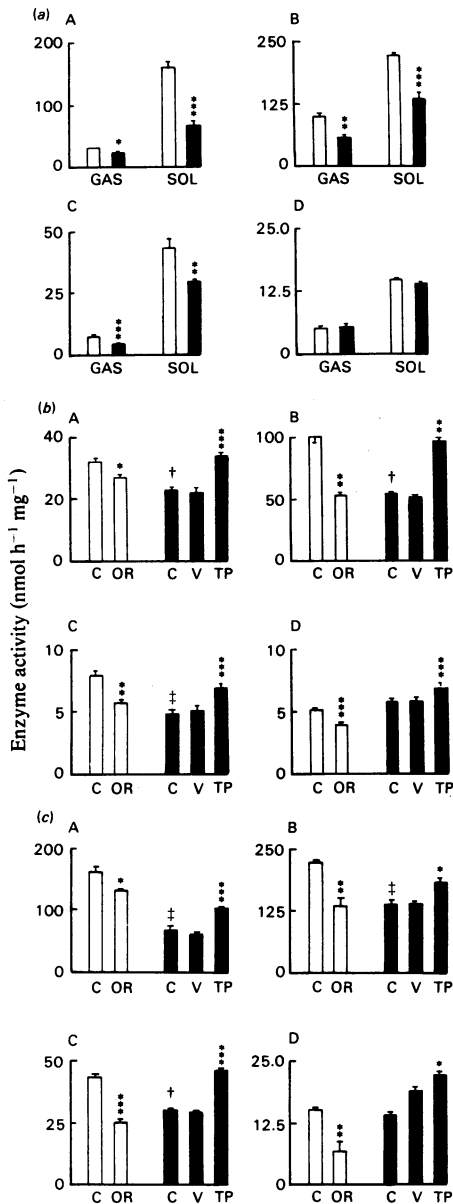 Enzyme activity (nmol h⁻¹ mg⁻¹)
(a)
A
200
100
0
*
***
GAS SOL
B
250
125
0
**
***
GAS SOL
C
50
25
0
***
**
GAS SOL
D
25.0
12.5
0
GAS SOL
(b)
A
40
20
0
*
†
***
C OR C V TP
B
100
50
0
**
†
**
C OR C V TP
C
10
5
0
**
‡
***
C OR C V TP
D
10
5
0
***
***
C OR C V TP
(c)
A
200
100
0
*
‡
***
C OR C V TP
B
250
125
0
**
‡
*
C OR C V TP
C
50
25
0
***
†
***
C OR C V TP
D
25.0
12.5
0
**
*
C OR C V TP